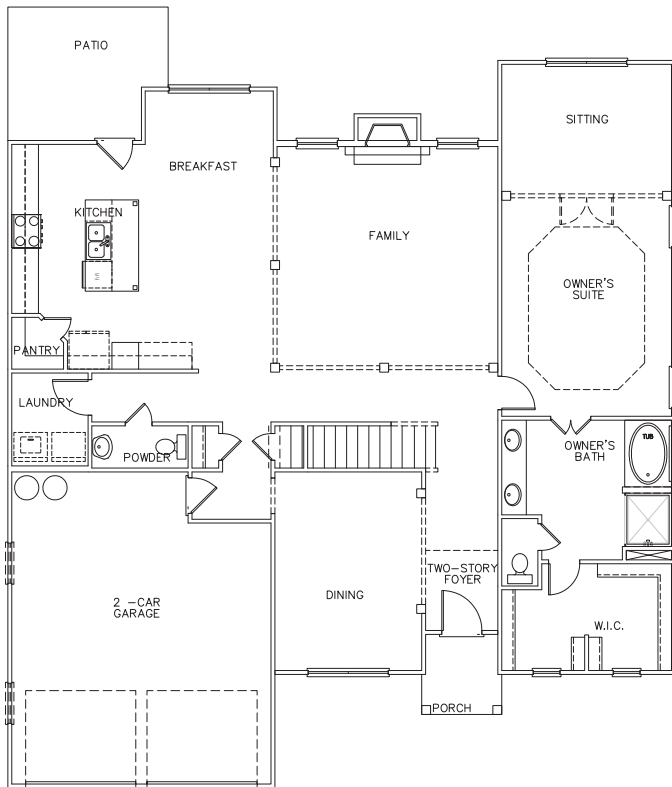 PATIO
SITTING
BREAKFAST
KITCHEN
FAMILY
OWNER'S
SUITE
PANTRY
LAUNDRY
OWNER'S
BATH
TUB
POWDER
TWO-STORY
FOYER
DINING
2 -CAR
GARAGE
W.I.C.
PORCH